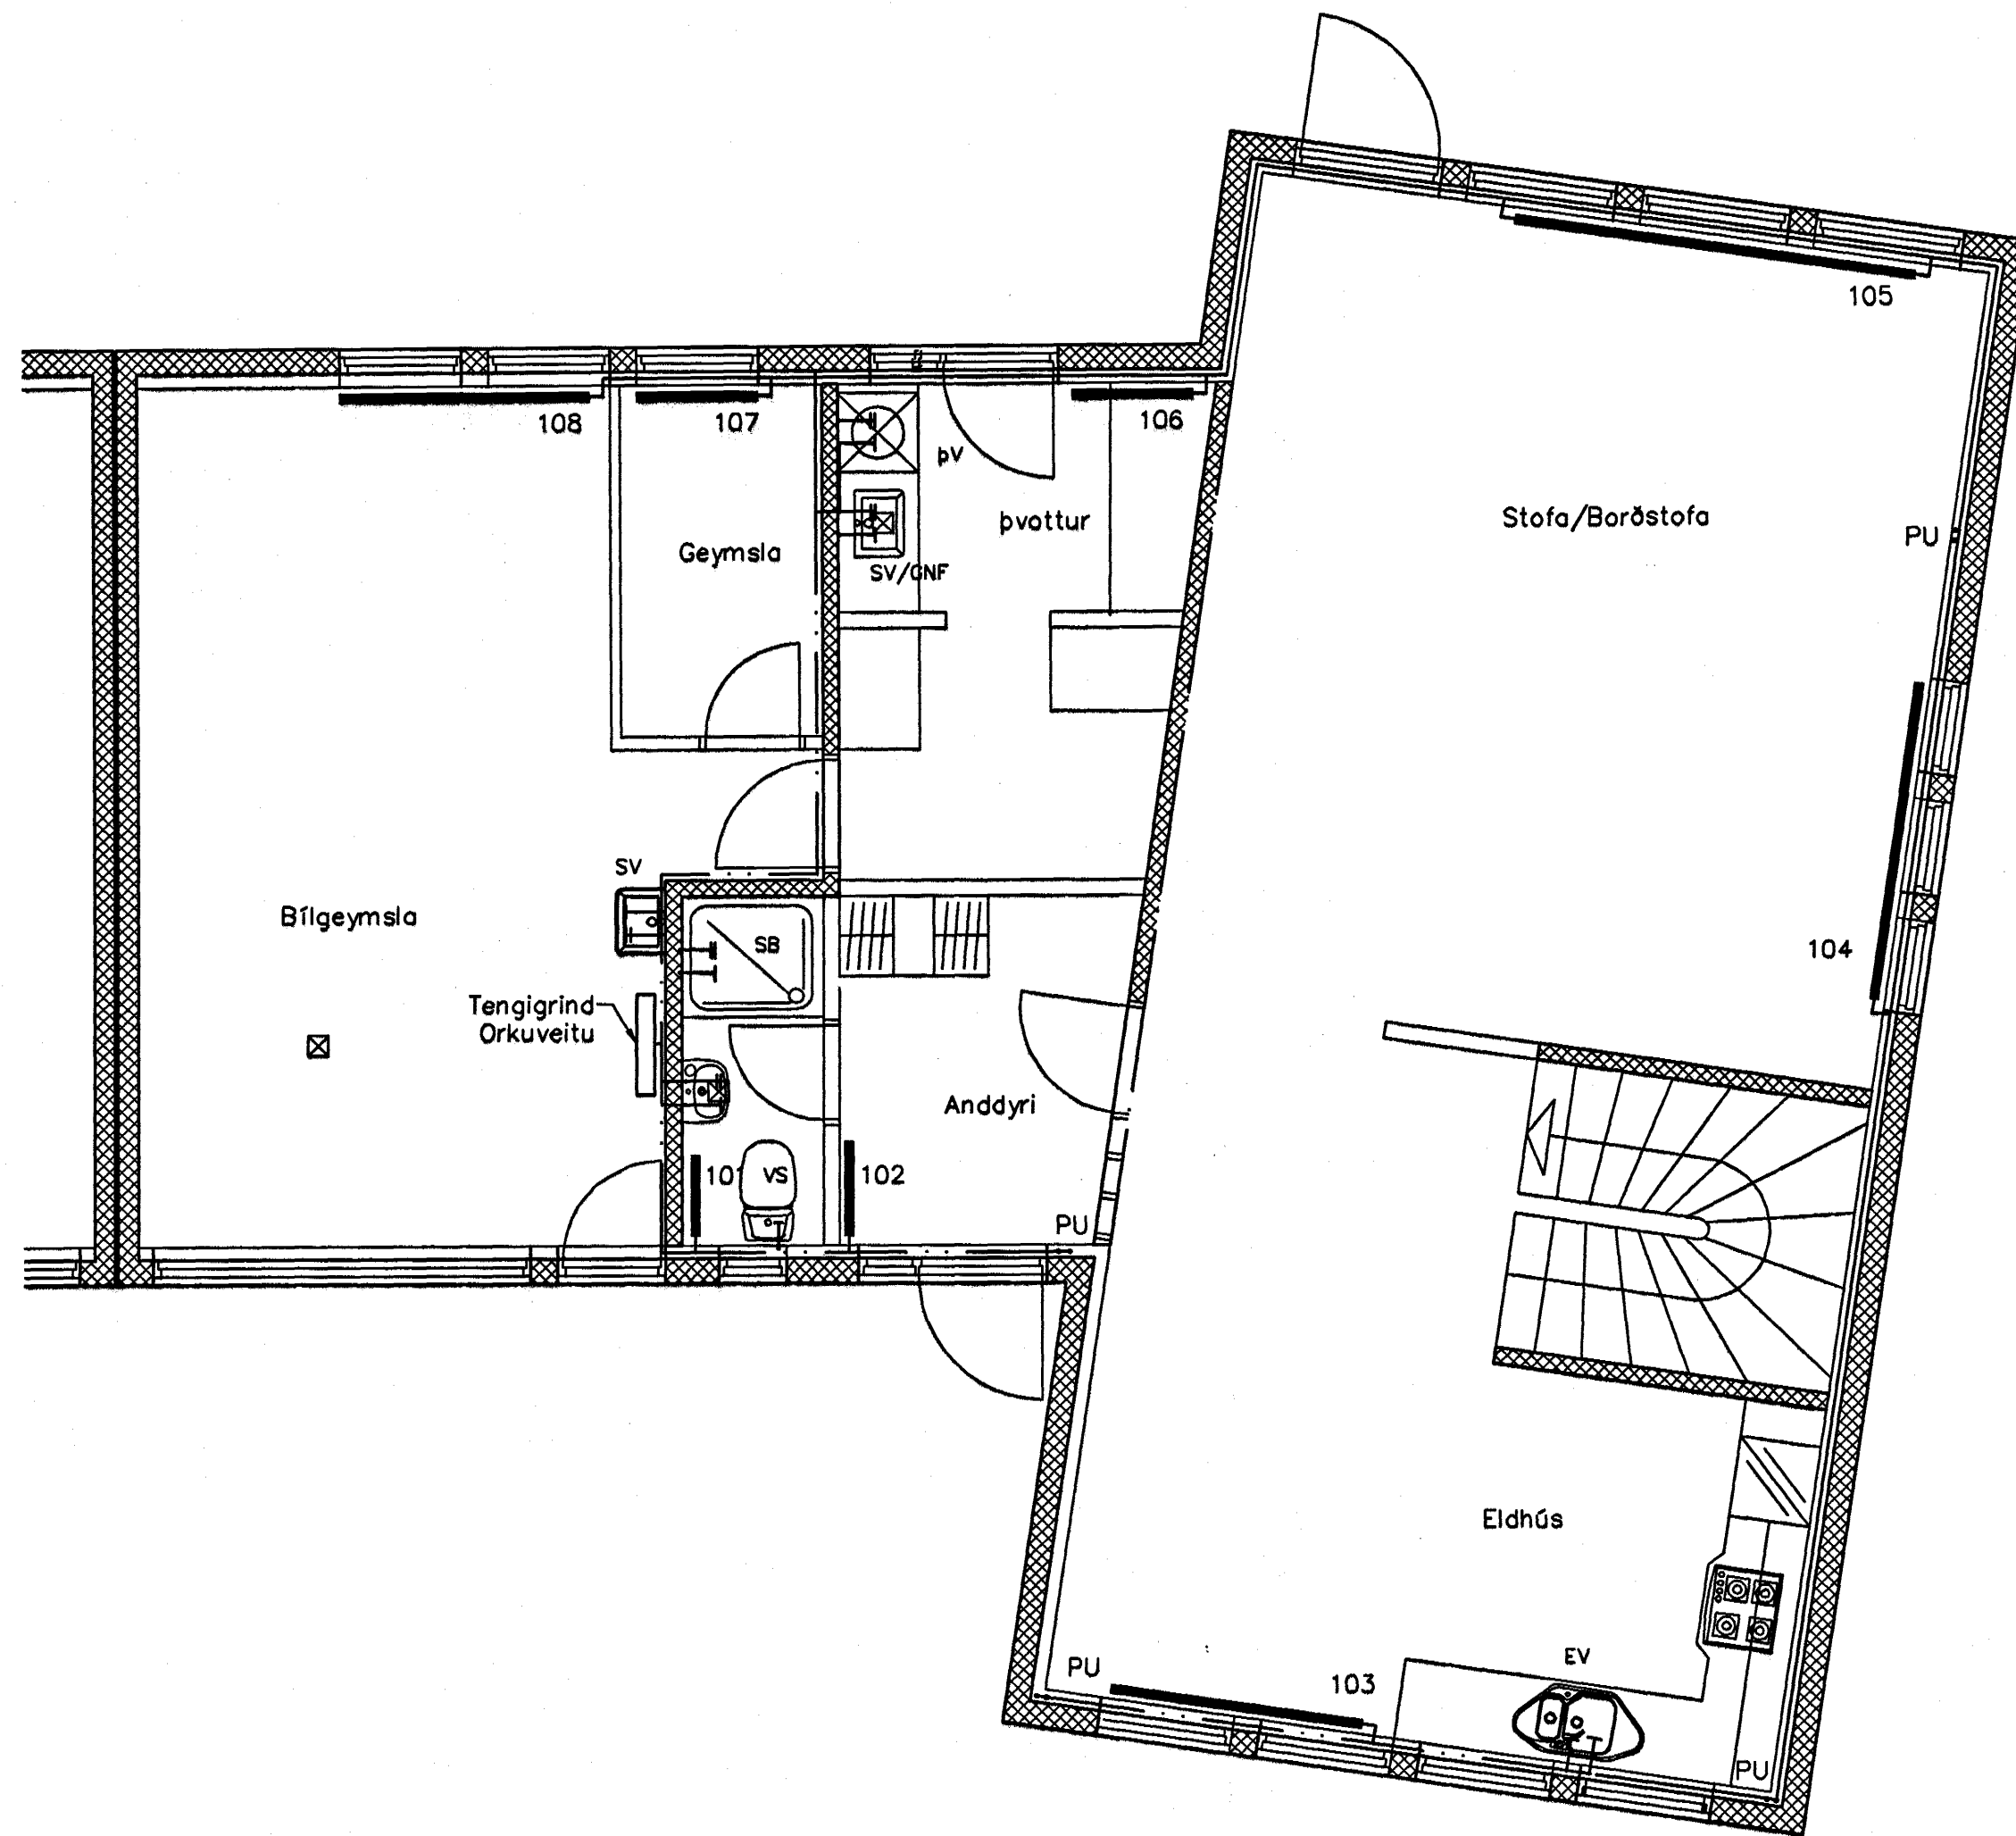 105
108
107
106
þV
Stofa/Borðstofa
þvottur
PU
Geymsla
SV/GNF
SV
Bílgeymsla
SB
104
Tengigrind
Orkuveitu
Anddyri
101
VS
102
PU
Eldhús
EV
PU
103
PU